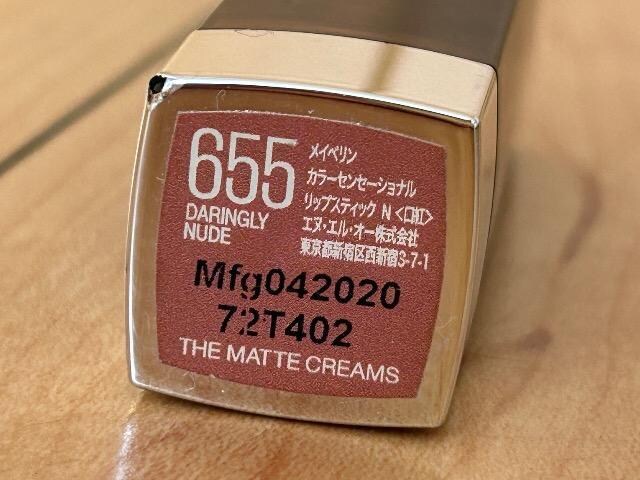 655
DARINGLY
NUDE
メイベリン
カラーセンセーショナル
リップスティック N <口紅>
エヌ・エル・オー株式会社
東京都新宿区西新宿3-7-1
Mfg042020
72T402
THE MATTE CREAMS